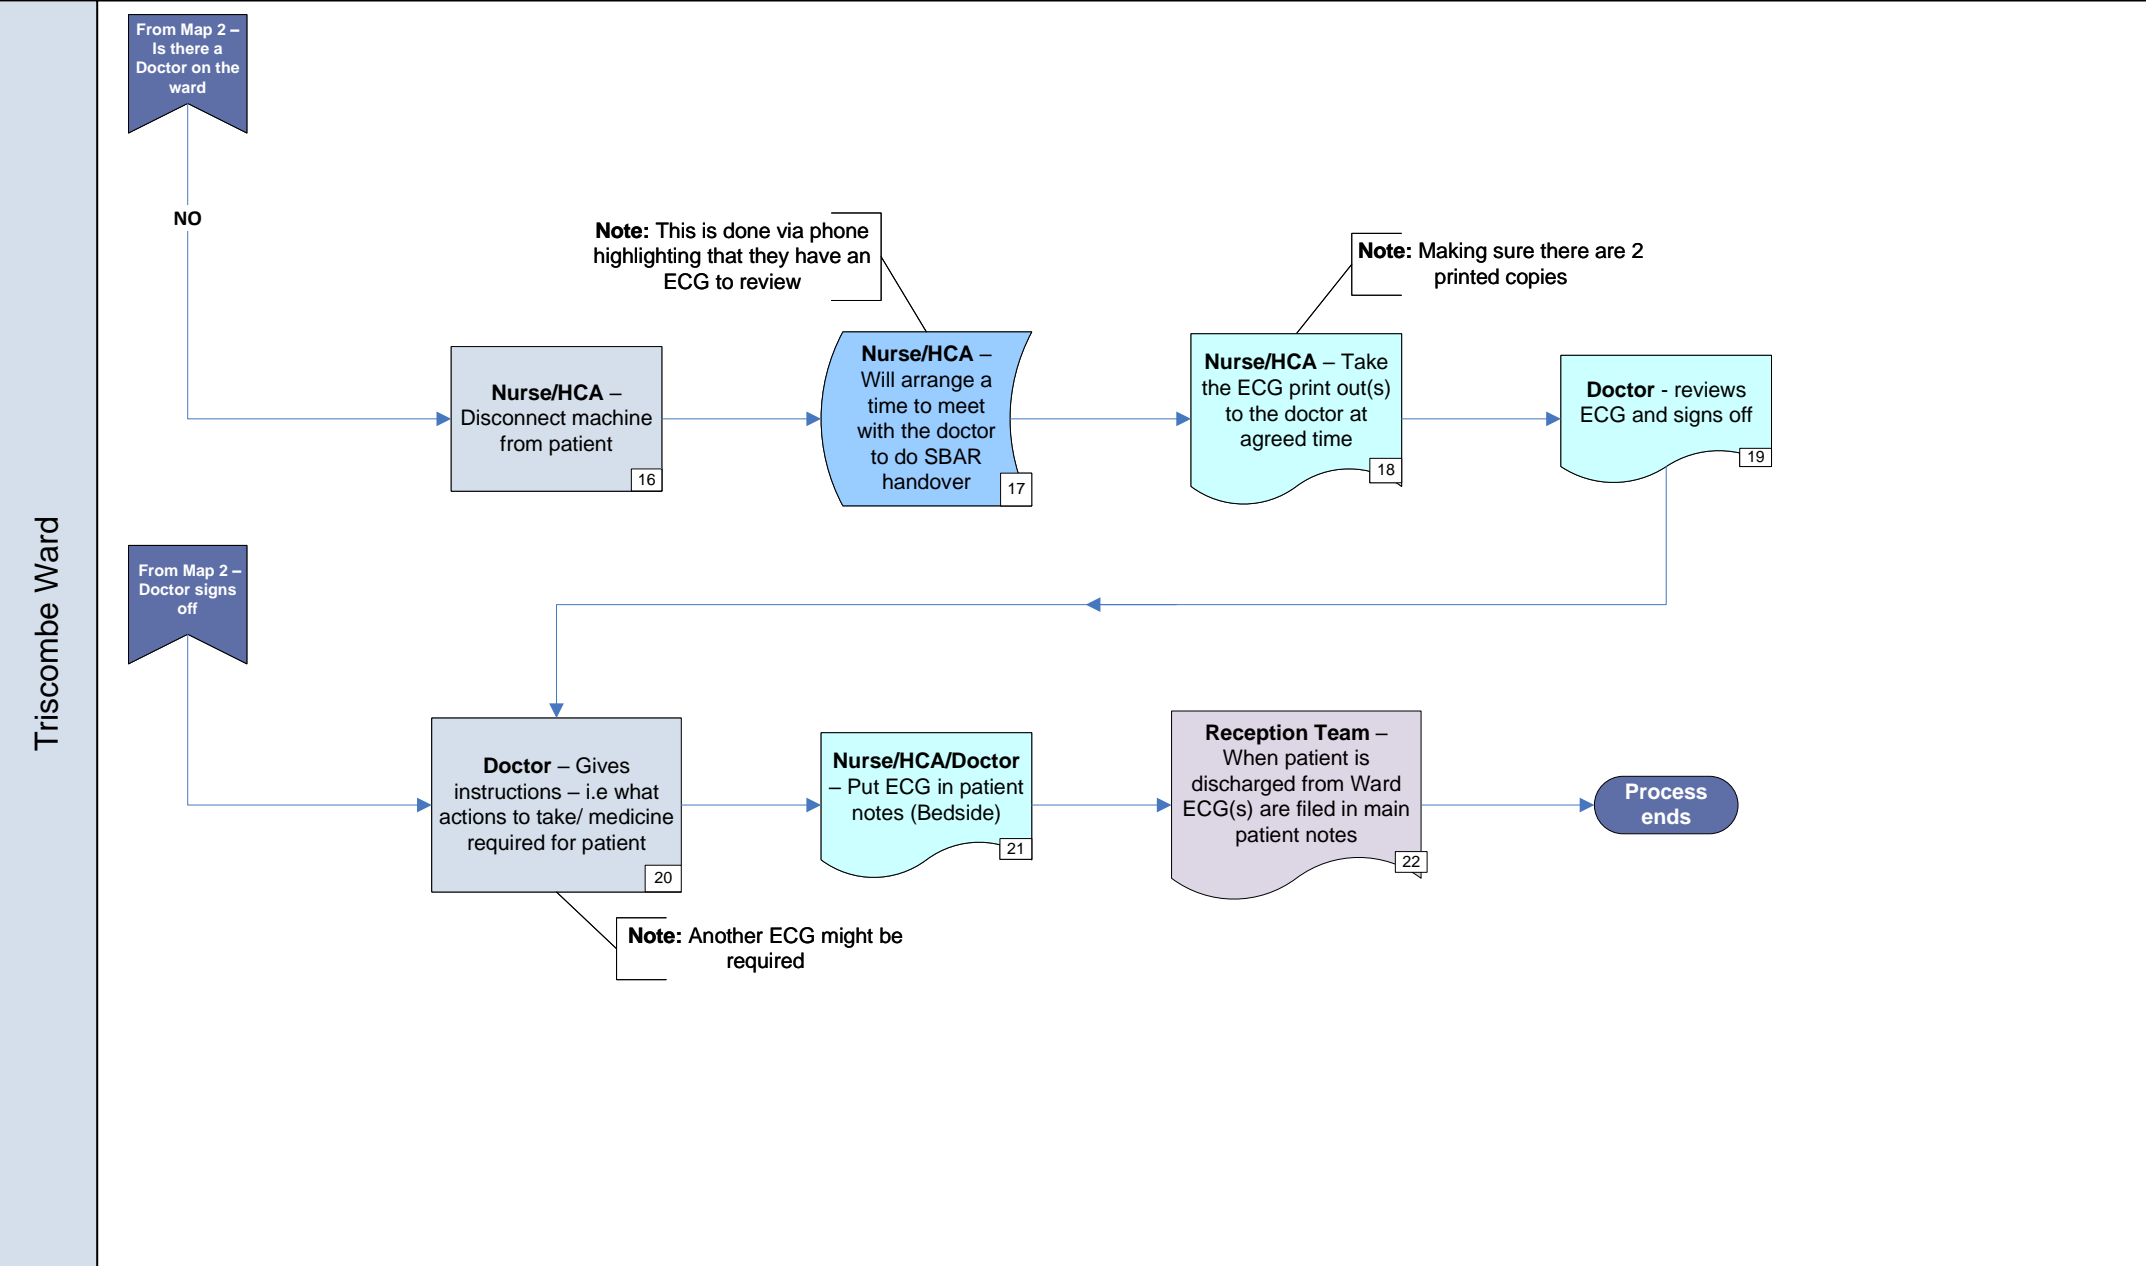 Triscombe Ward
From Map 2 –
Is there a
Doctor on the
ward
NO
Note: This is done via phone
highlighting that they have an
ECG to review
Note: Making sure there are 2
printed copies
Nurse/HCA –
Disconnect machine
from patient
16
Nurse/HCA –
Will arrange a
time to meet
with the doctor
to do SBAR
handover
17
Nurse/HCA – Take
the ECG print out(s)
to the doctor at
agreed time
18
Doctor - reviews
ECG and signs off
19
From Map 2 –
Doctor signs
off
Doctor – Gives
instructions – i.e what
actions to take/ medicine
required for patient
20
Note: Another ECG might be
required
Nurse/HCA/Doctor
– Put ECG in patient
notes (Bedside)
21
Reception Team –
When patient is
discharged from Ward
ECG(s) are filed in main
patient notes
22
Process
ends